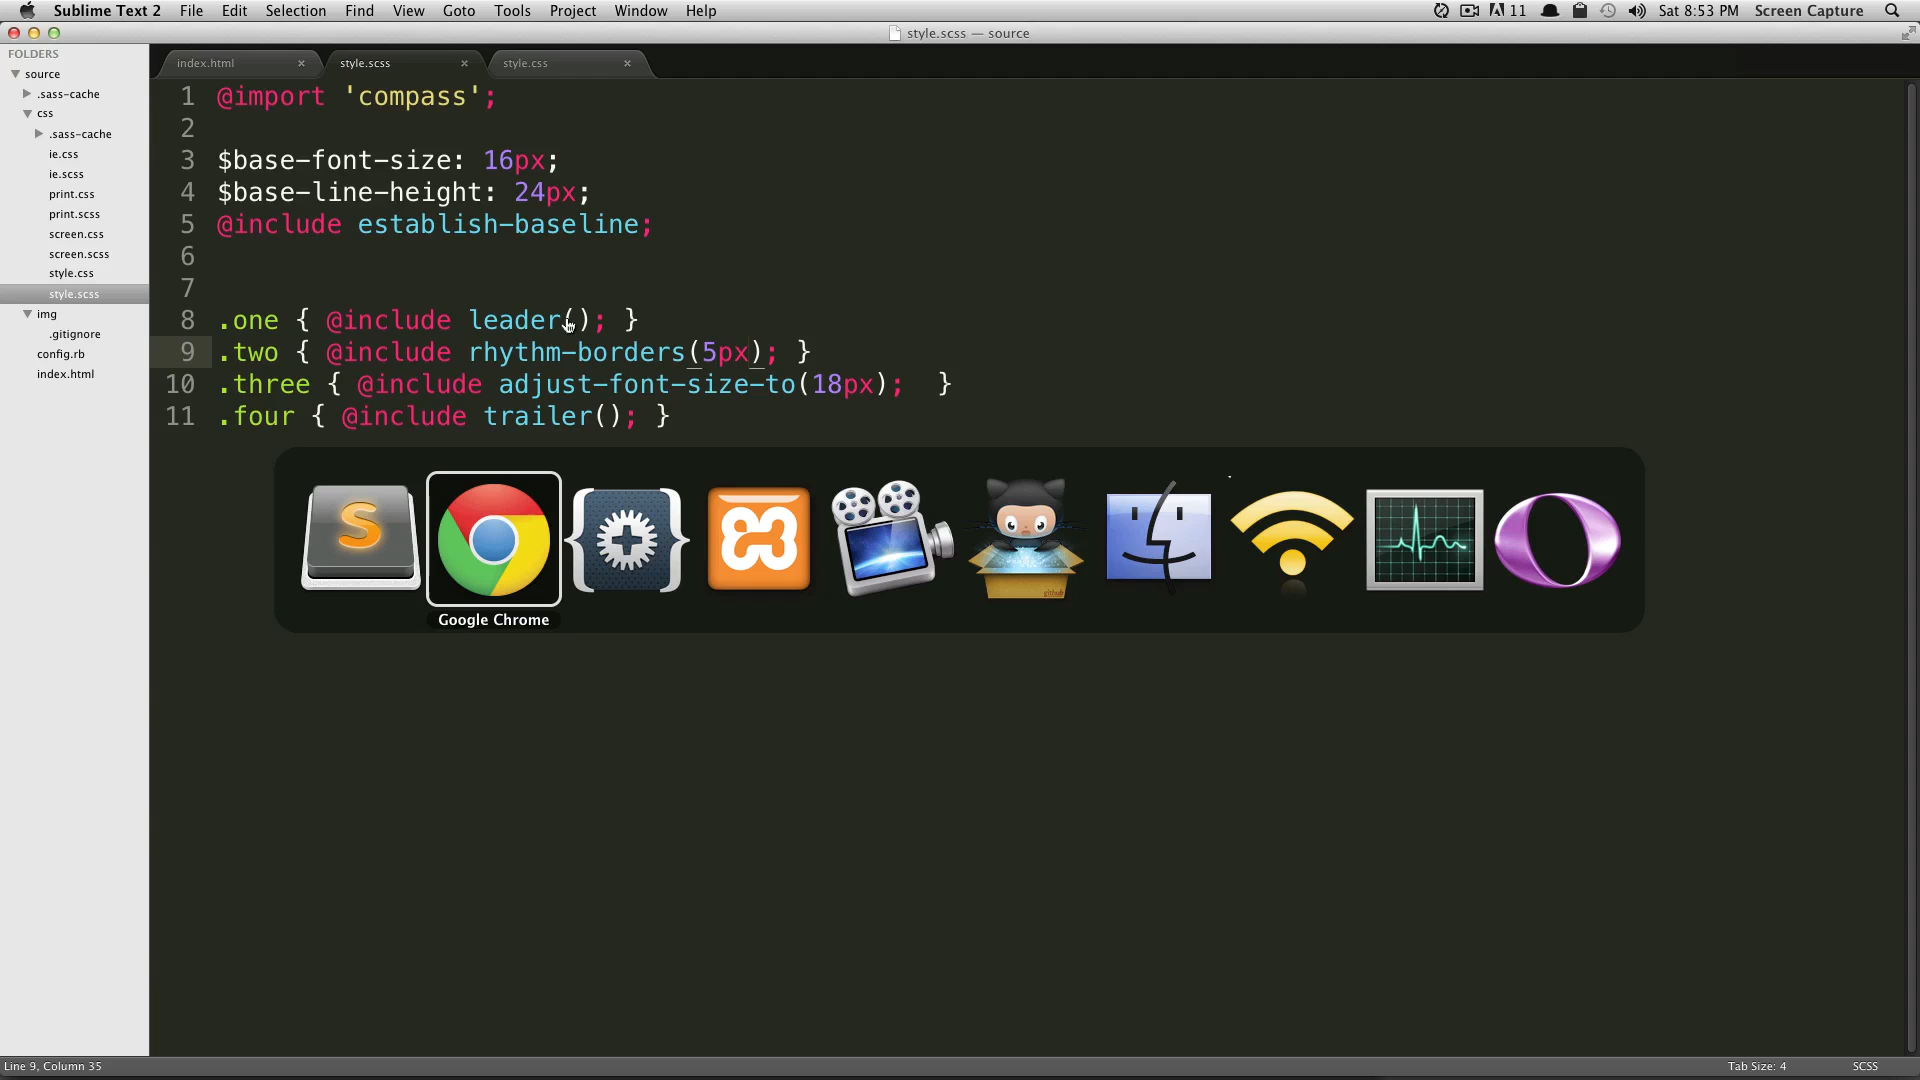 Sublime Text 2 File Edit Selection Find View Goto Tools Project Window Help 11 Sat 8:53 PM Screen Capture
style.scss — source
FOLDERS
source
.sass-cache
css
.sass-cache
ie.css
ie.scss
print.css
print.scss
screen.css
screen.scss
style.css
style.scss
img
.gitignore
config.rb
index.html
index.html × style.scss × style.css ×
1 @import 'compass';
2
3 $base-font-size: 16px;
4 $base-line-height: 24px;
5 @include establish-baseline;
6
7
8 .one { @include leader(); }
9 .two { @include rhythm-borders(5px); }
10 .three { @include adjust-font-size-to(18px);  }
11 .four { @include trailer(); }
S
github
Google Chrome
Line 9, Column 35 Tab Size: 4 SCSS